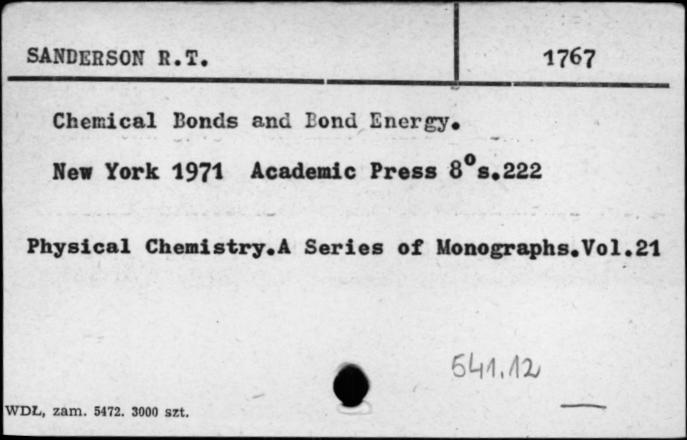 SANDERSON R.T.
1767
Chemical Bonds and Bond Energy.
New York 1971 Academic Press 8⁰s.222
Physical Chemistry.A Series of Monographs.Vol.21
541.12
WDŁ, zam. 5472. 3000 szt.